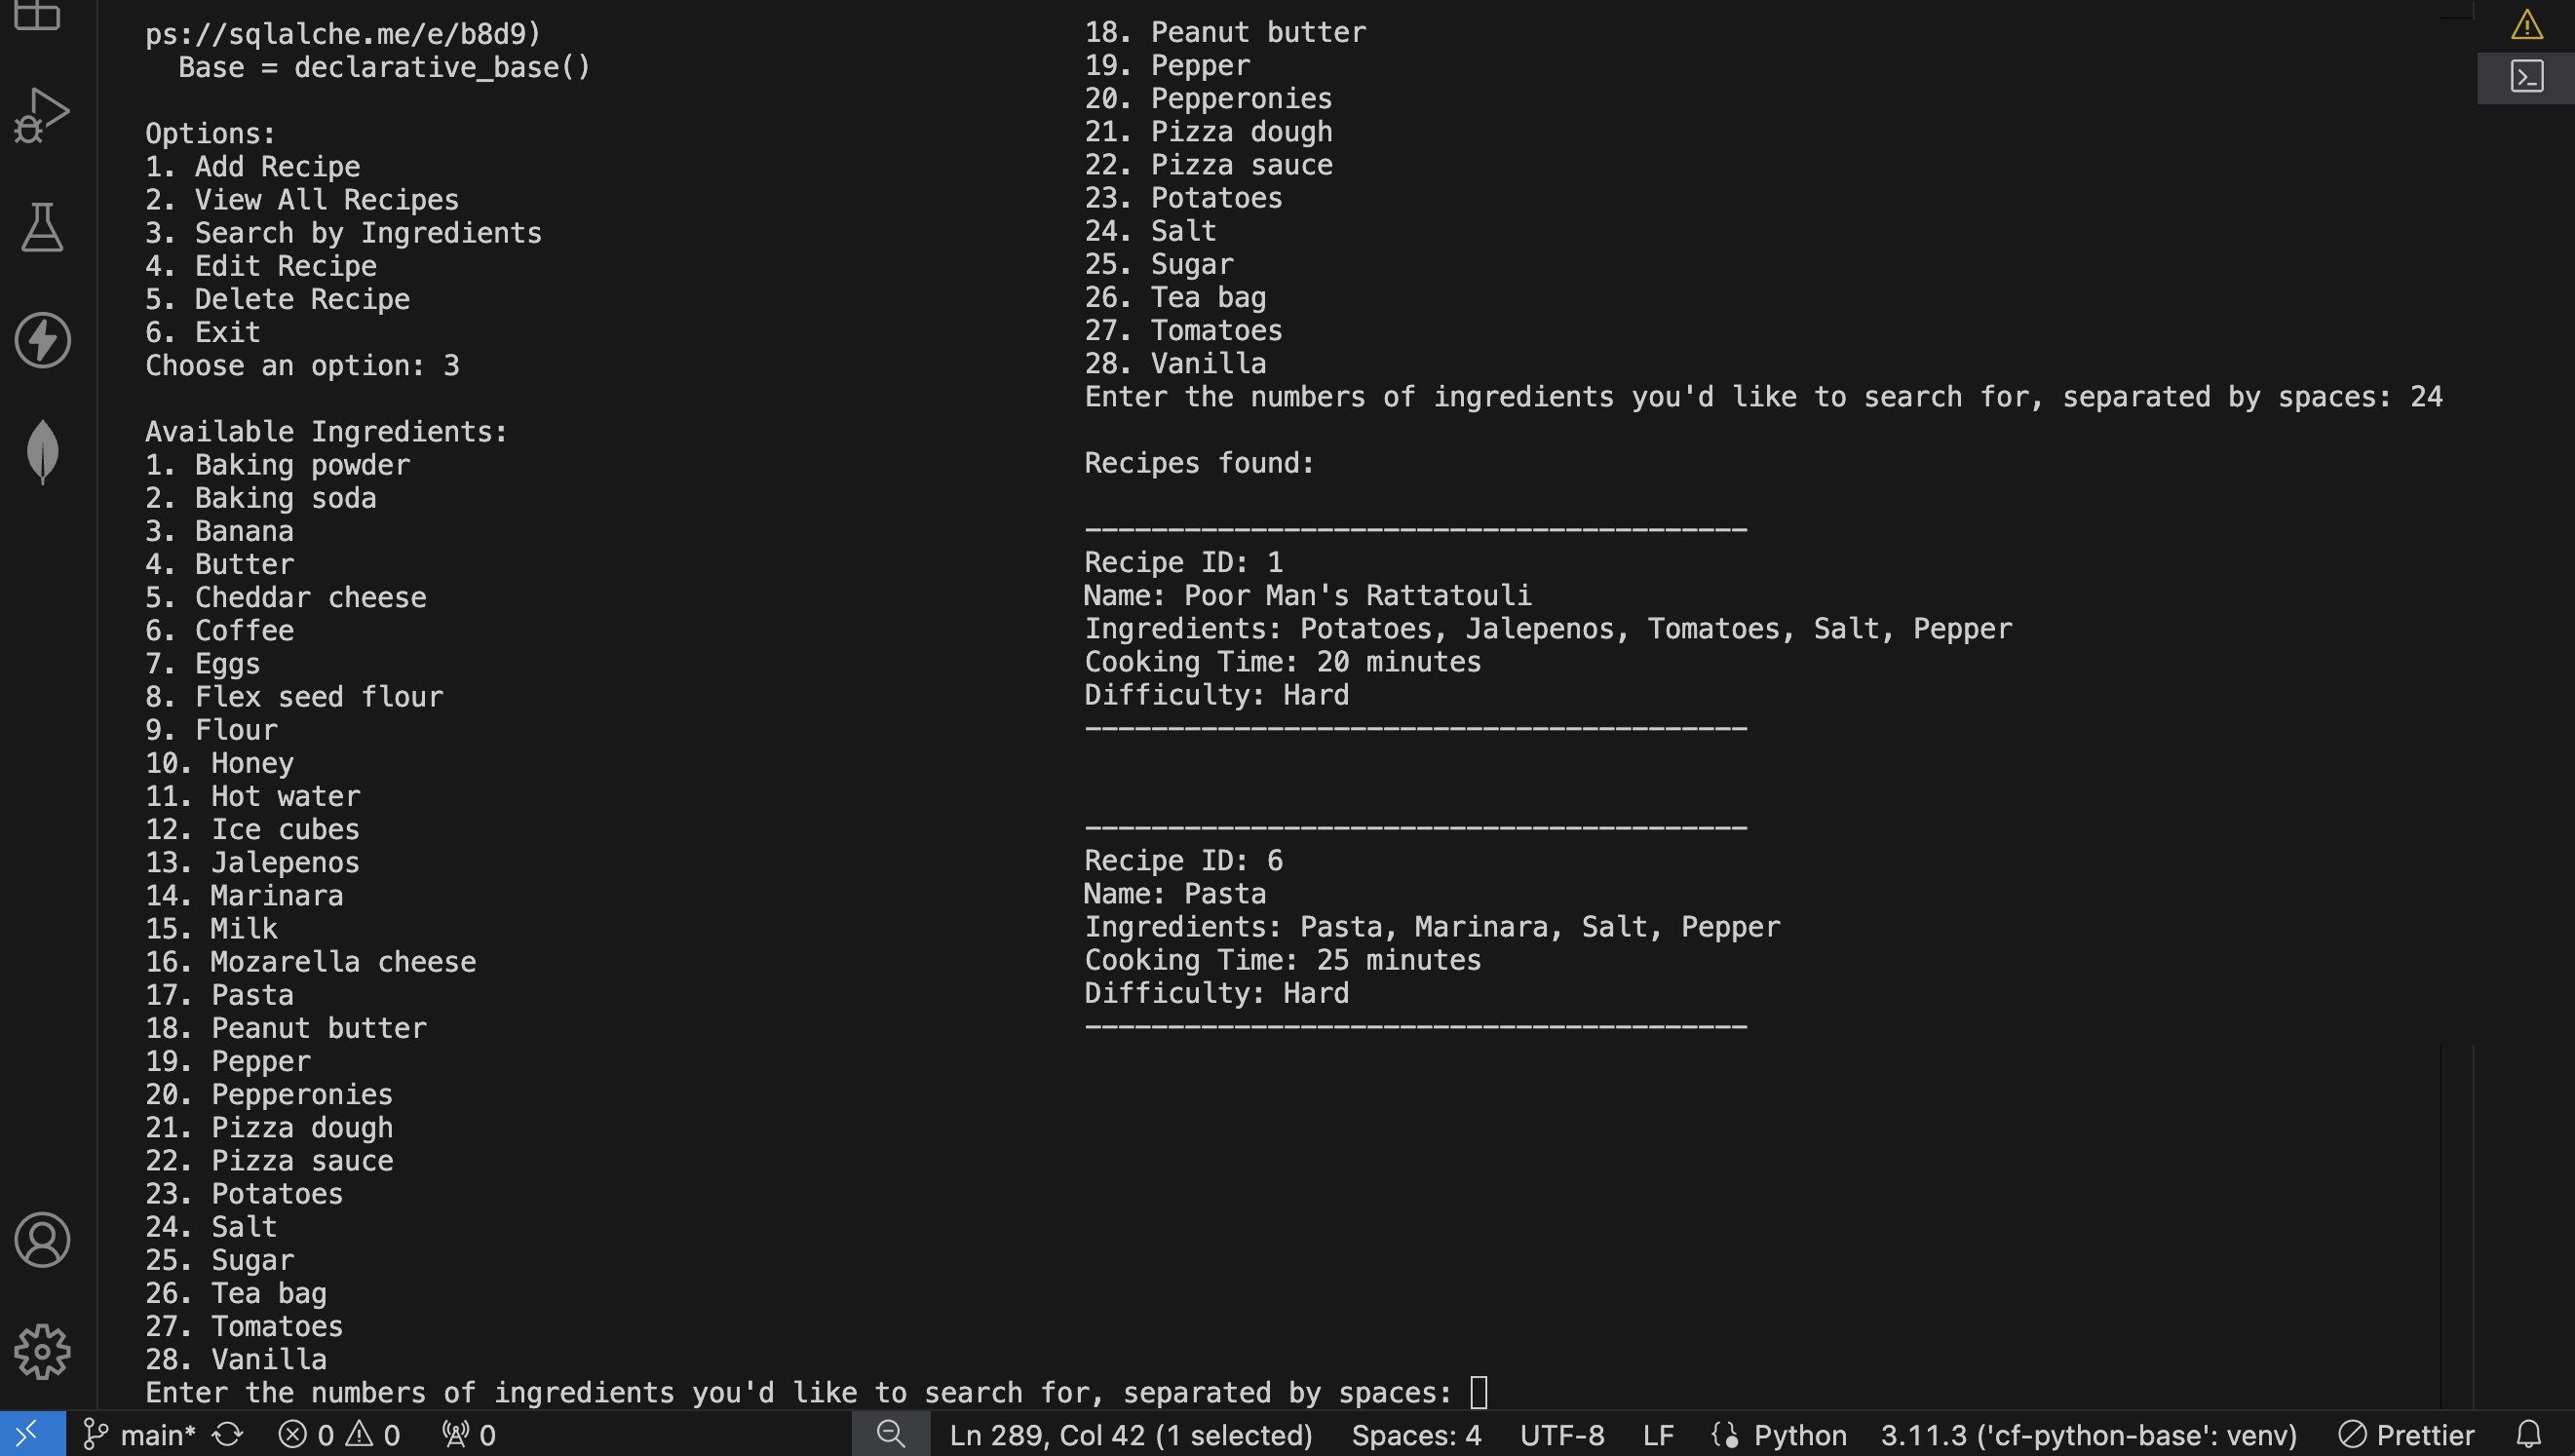 ps://sqlalche.me/e/b8d9)
  Base = declarative_base()
Options:
1. Add Recipe
2. View All Recipes
3. Search by Ingredients
4. Edit Recipe
5. Delete Recipe
6. Exit
Choose an option: 3
Available Ingredients:
1. Baking powder
2. Baking soda
3. Banana
4. Butter
5. Cheddar cheese
6. Coffee
7. Eggs
8. Flex seed flour
9. Flour
10. Honey
11. Hot water
12. Ice cubes
13. Jalepenos
14. Marinara
15. Milk
16. Mozarella cheese
17. Pasta
18. Peanut butter
19. Pepper
20. Pepperonies
21. Pizza dough
22. Pizza sauce
23. Potatoes
24. Salt
25. Sugar
26. Tea bag
27. Tomatoes
28. Vanilla
Enter the numbers of ingredients you'd like to search for, separated by spaces:
18. Peanut butter
19. Pepper
20. Pepperonies
21. Pizza dough
22. Pizza sauce
23. Potatoes
24. Salt
25. Sugar
26. Tea bag
27. Tomatoes
28. Vanilla
Enter the numbers of ingredients you'd like to search for, separated by spaces: 24
Recipes found:
----------------------------------------
Recipe ID: 1
Name: Poor Man's Rattatouli
Ingredients: Potatoes, Jalepenos, Tomatoes, Salt, Pepper
Cooking Time: 20 minutes
Difficulty: Hard
----------------------------------------
----------------------------------------
Recipe ID: 6
Name: Pasta
Ingredients: Pasta, Marinara, Salt, Pepper
Cooking Time: 25 minutes
Difficulty: Hard
----------------------------------------
main* 0 0 0 Ln 289, Col 42 (1 selected) Spaces: 4 UTF-8 LF Python 3.11.3 ('cf-python-base': venv) Prettier